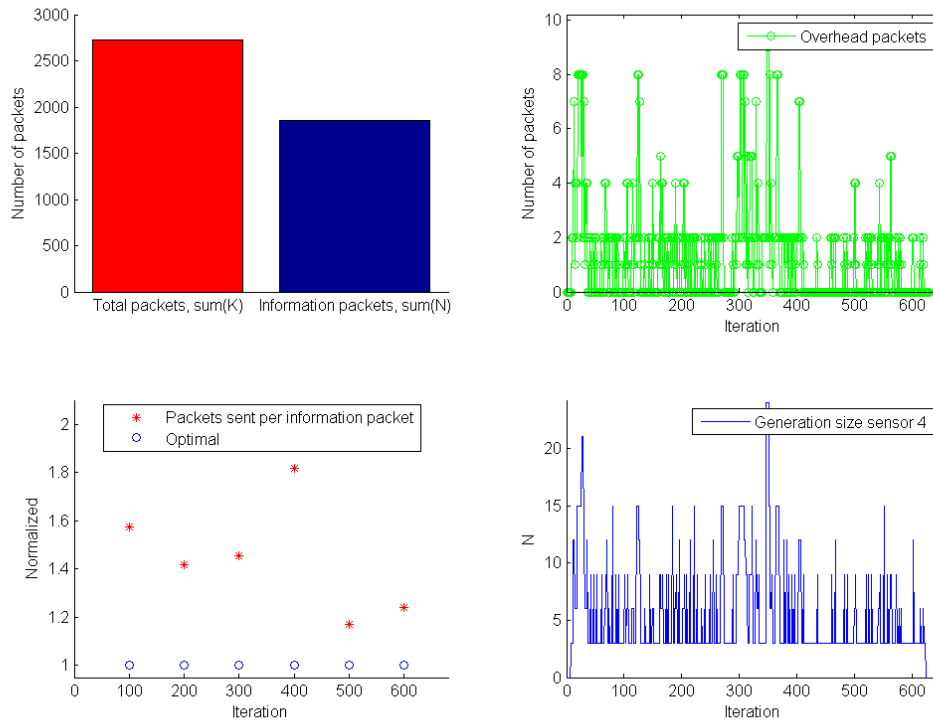 3000
2500
2000
1500
1000
500
0
Number of packets
Total packets, sum(K) Information packets, sum(N)
10
8
6
4
2
0
Number of packets
Overhead packets
0 100 200 300 400 500 600
Iteration
2
1.8
1.6
1.4
1.2
1
Normalized
Packets sent per information packet
Optimal
0 100 200 300 400 500 600
Iteration
20
15
10
5
0
N
Generation size sensor 4
0 100 200 300 400 500 600
Iteration